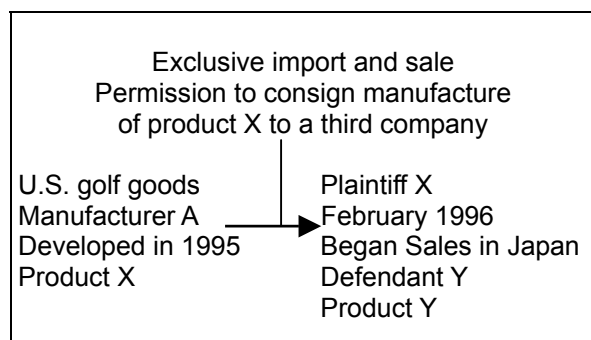 Exclusive import and sale
Permission to consign manufacture
of product X to a third company
U.S. golf goods
Manufacturer A
Developed in 1995
Product X
Plaintiff X
February 1996
Began Sales in Japan
Defendant Y
Product Y